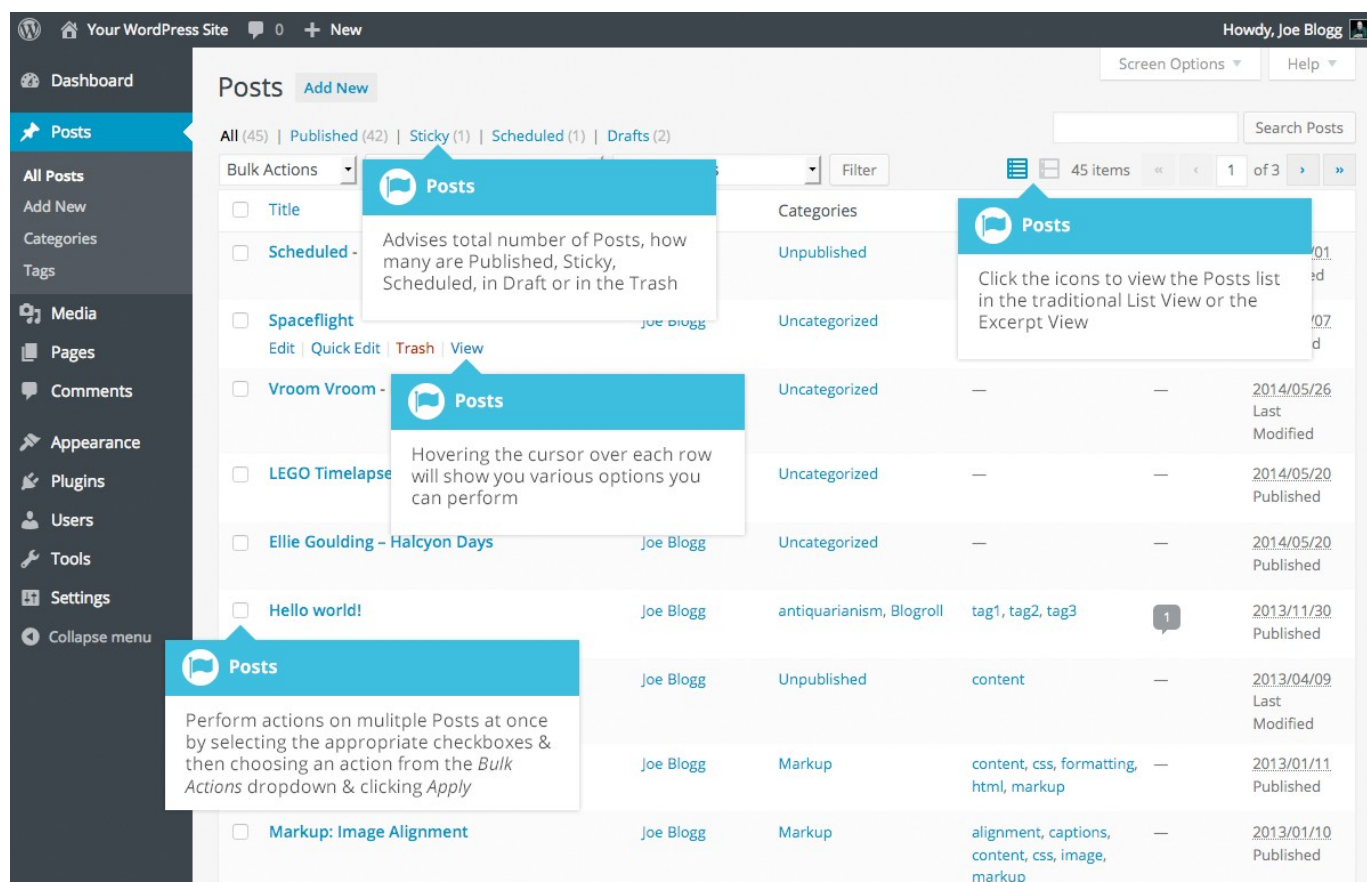 Your WordPress Site 0 + New Howdy, Joe Blogg
Screen Options Help
Dashboard
Posts
All Posts
Add New
Categories
Tags
Media
Pages
Comments
Appearance
Plugins
Users
Tools
Settings
Collapse menu
Posts Add New
All (45) | Published (42) | Sticky (1) | Scheduled (1) | Drafts (2)
Search Posts
Bulk Actions Filter 45 items « ‹ 1 of 3 › »
Posts
Advises total number of Posts, how
many are Published, Sticky,
Scheduled, in Draft or in the Trash
Posts
Click the icons to view the Posts list
in the traditional List View or the
Excerpt View
Title Categories
Scheduled - Unpublished
Spaceflight Joe Blogg Uncategorized
Edit | Quick Edit | Trash | View
Posts
Hovering the cursor over each row
will show you various options you
can perform
Vroom Vroom - Uncategorized — — 2014/05/26
Last
Modified
LEGO Timelapse Uncategorized — — 2014/05/20
Published
Ellie Goulding – Halcyon Days Joe Blogg Uncategorized — — 2014/05/20
Published
Hello world! Joe Blogg antiquarianism, Blogroll tag1, tag2, tag3 1 2013/11/30
Published
Posts
Perform actions on mulitple Posts at once
by selecting the appropriate checkboxes &
then choosing an action from the Bulk
Actions dropdown & clicking Apply
Joe Blogg Unpublished content — 2013/04/09
Last
Modified
Joe Blogg Markup content, css, formatting, — 2013/01/11
html, markup Published
Markup: Image Alignment Joe Blogg Markup alignment, captions, — 2013/01/10
content, css, image, Published
markup